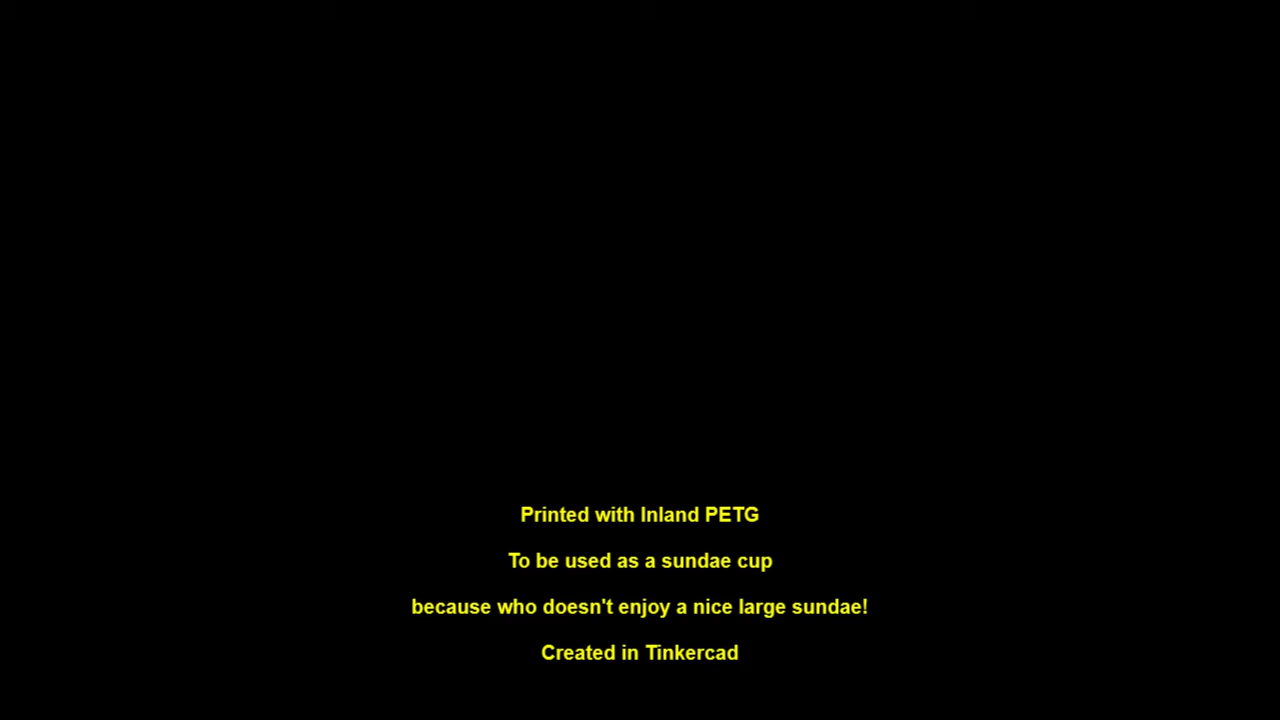 Printed with Inland PETG
To be used as a sundae cup
because who doesn't enjoy a nice large sundae!
Created in Tinkercad